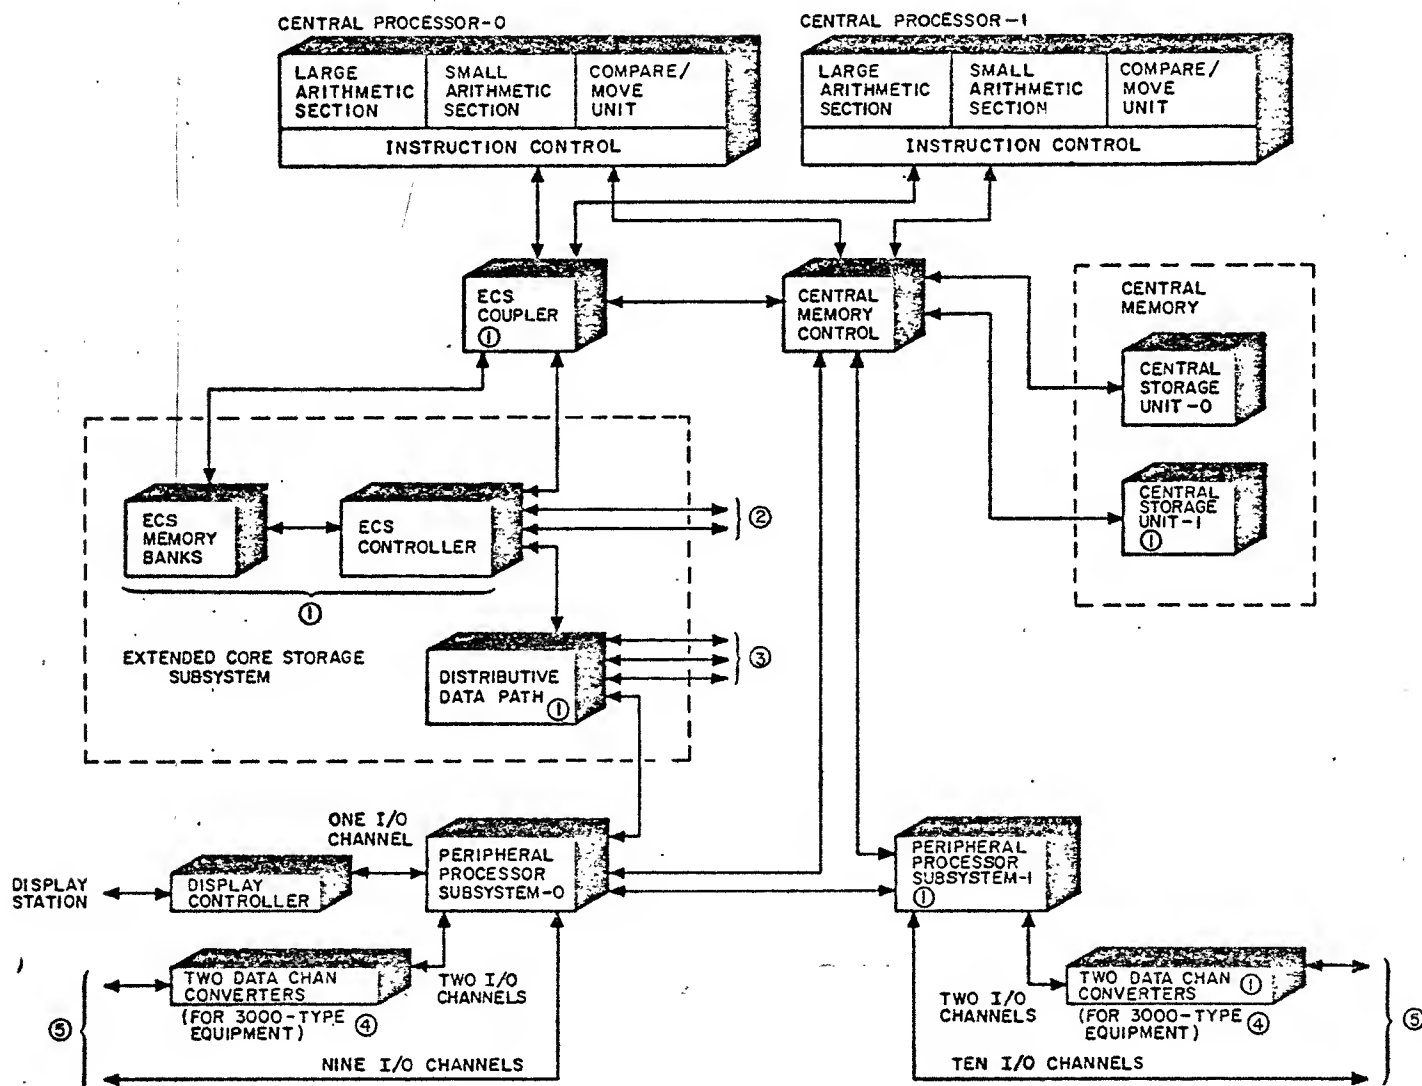 CENTRAL PROCESSOR-0
CENTRAL PROCESSOR-1
LARGE
ARITHMETIC
SECTION
SMALL
ARITHMETIC
SECTION
COMPARE/
MOVE
UNIT
INSTRUCTION CONTROL
LARGE
ARITHMETIC
SECTION
SMALL
ARITHMETIC
SECTION
COMPARE/
MOVE
UNIT
INSTRUCTION CONTROL
ECS
COUPLER
①
CENTRAL
MEMORY
CONTROL
CENTRAL
MEMORY
CENTRAL
STORAGE
UNIT-0
CENTRAL
STORAGE
UNIT-1
①
ECS
MEMORY
BANKS
ECS
CONTROLLER
②
①
EXTENDED CORE STORAGE
SUBSYSTEM
DISTRIBUTIVE
DATA PATH ①
③
ONE I/O
CHANNEL
DISPLAY
STATION
DISPLAY
CONTROLLER
PERIPHERAL
PROCESSOR
SUBSYSTEM-0
PERIPHERAL
PROCESSOR
SUBSYSTEM-1
①
TWO DATA CHAN
CONVERTERS
(FOR 3000-TYPE
EQUIPMENT) ④
TWO I/O
CHANNELS
⑤
NINE I/O CHANNELS
TWO I/O
CHANNELS
TWO DATA CHAN ①
CONVERTERS
(FOR 3000-TYPE
EQUIPMENT) ④
⑤
TEN I/O CHANNELS